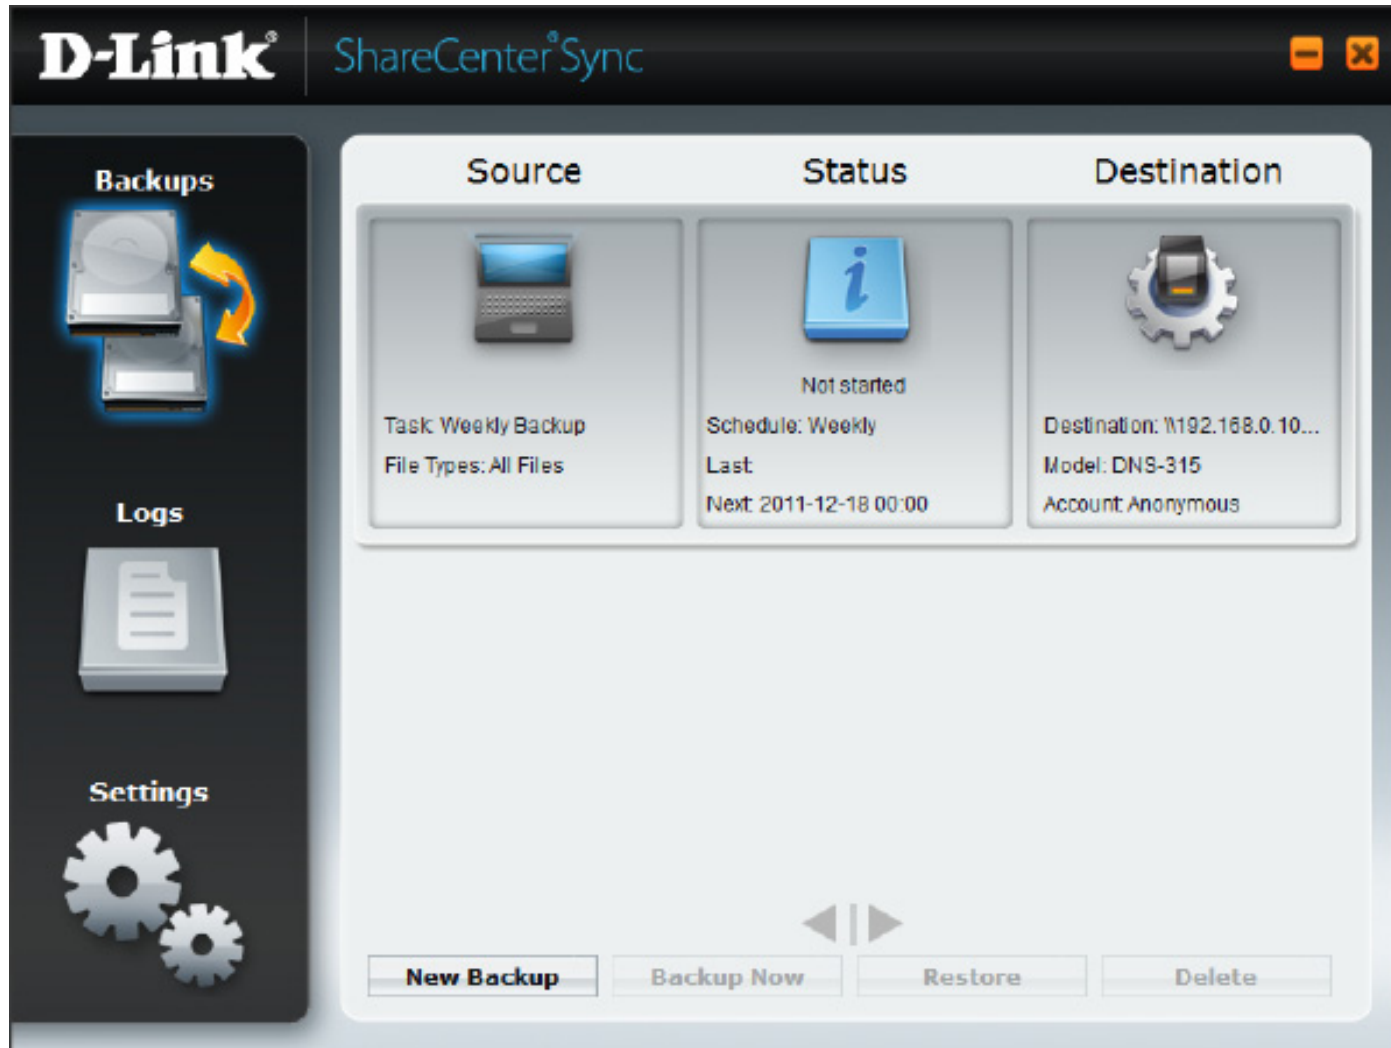 D-Link® ShareCenter® Sync
Backups
Logs
Settings
Source Status Destination
Not started
Task: Weekly Backup
File Types: All Files
Schedule: Weekly
Last:
Next: 2011-12-18 00:00
Destination: \\192.168.0.10...
Model: DNS-315
Account: Anonymous
New Backup Backup Now Restore Delete